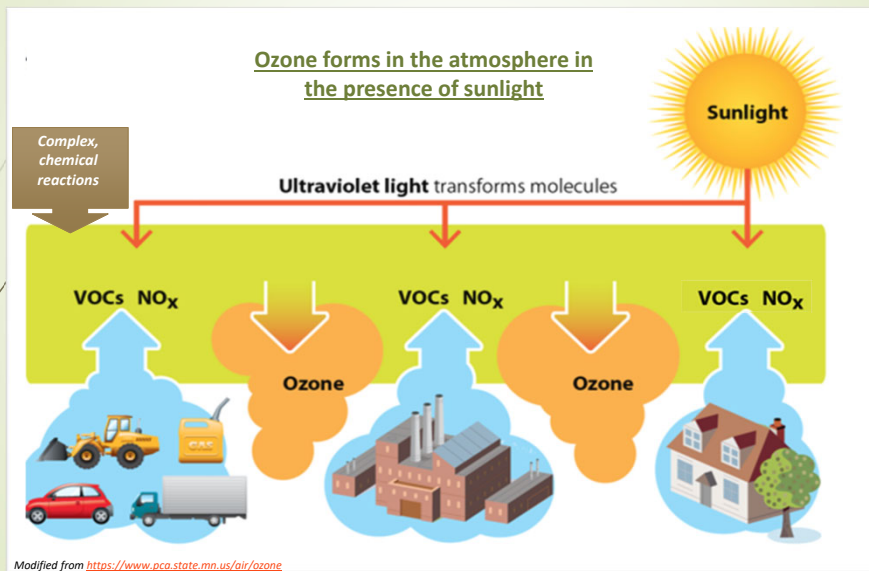 Ozone forms in the atmosphere in
the presence of sunlight
Sunlight
Complex,
chemical
reactions
Ultraviolet light transforms molecules
VOCs NOx
VOCs NOx
VOCs NOx
Ozone
Ozone
GAS
Modified from https://www.pca.state.mn.us/air/ozone